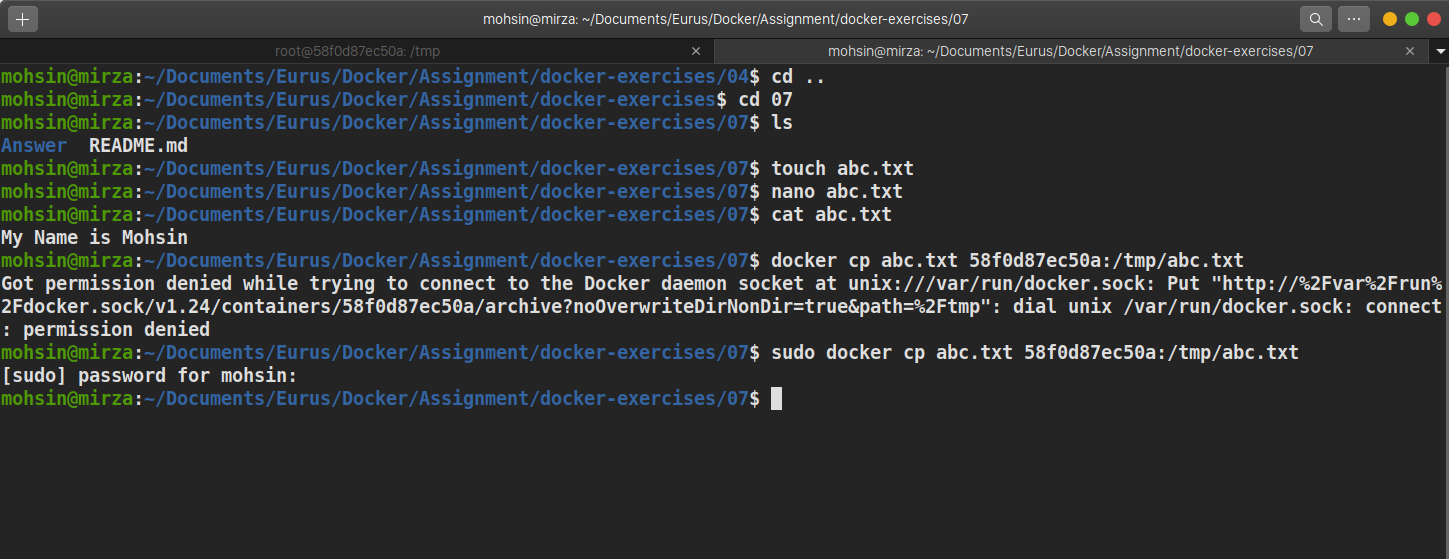 mohsin@mirza: ~/Documents/Eurus/Docker/Assignment/docker-exercises/07
root@58f0d87ec50a: /tmp
mohsin@mirza: ~/Documents/Eurus/Docker/Assignment/docker-exercises/07
mohsin@mirza:~/Documents/Eurus/Docker/Assignment/docker-exercises/04$ cd ..
mohsin@mirza:~/Documents/Eurus/Docker/Assignment/docker-exercises$ cd 07
mohsin@mirza:~/Documents/Eurus/Docker/Assignment/docker-exercises/07$ ls
Answer  README.md
mohsin@mirza:~/Documents/Eurus/Docker/Assignment/docker-exercises/07$ touch abc.txt
mohsin@mirza:~/Documents/Eurus/Docker/Assignment/docker-exercises/07$ nano abc.txt
mohsin@mirza:~/Documents/Eurus/Docker/Assignment/docker-exercises/07$ cat abc.txt
My Name is Mohsin
mohsin@mirza:~/Documents/Eurus/Docker/Assignment/docker-exercises/07$ docker cp abc.txt 58f0d87ec50a:/tmp/abc.txt
Got permission denied while trying to connect to the Docker daemon socket at unix:///var/run/docker.sock: Put "http://%2Fvar%2Frun%
2Fdocker.sock/v1.24/containers/58f0d87ec50a/archive?noOverwriteDirNonDir=true&path=%2Ftmp": dial unix /var/run/docker.sock: connect
: permission denied
mohsin@mirza:~/Documents/Eurus/Docker/Assignment/docker-exercises/07$ sudo docker cp abc.txt 58f0d87ec50a:/tmp/abc.txt
[sudo] password for mohsin:
mohsin@mirza:~/Documents/Eurus/Docker/Assignment/docker-exercises/07$